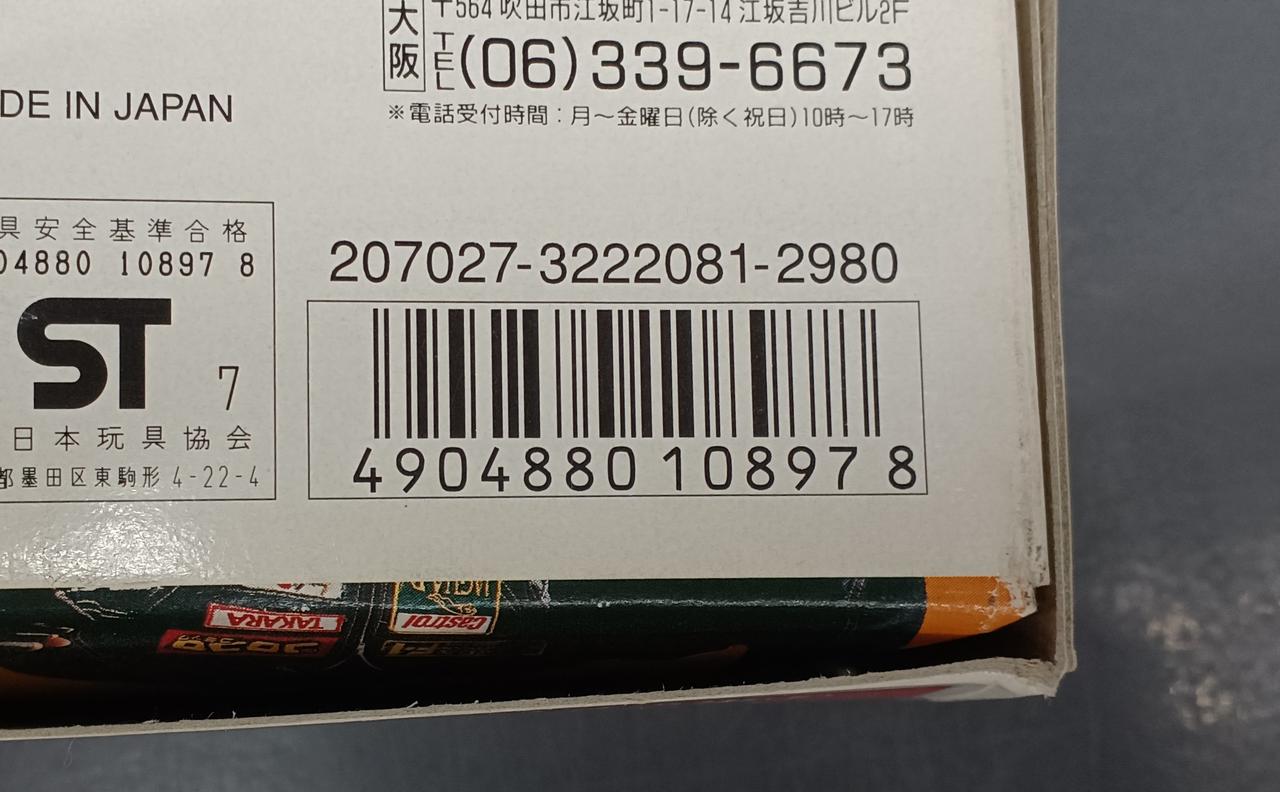 大阪
〒564 吹田市江坂町1-17-14 江坂吉川ビル2F
TEL (06)339-6673
※電話受付時間：月～金曜日(除く祝日)10時～17時
DE IN JAPAN
具安全基準合格
04880 10897 8
ST 7
日本玩具協会
都墨田区東駒形 4-22-4
207027-3222081-2980
4904880 10897 8
TAKARA
Castrol